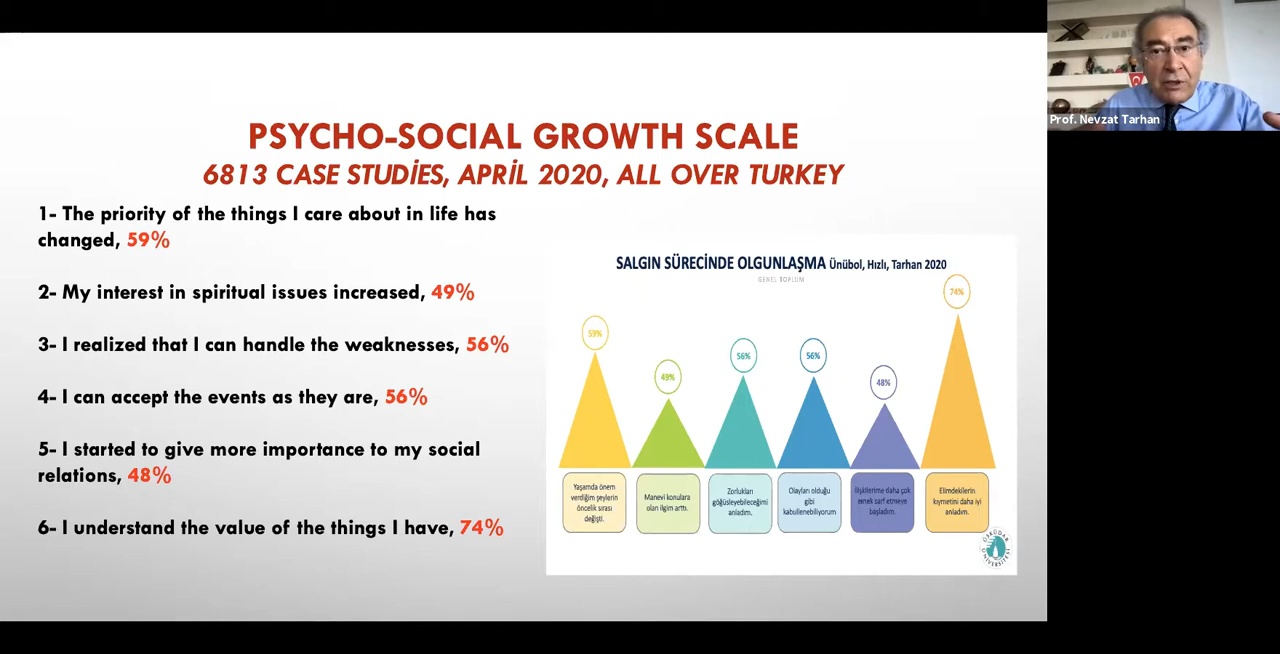 Prof. Nevzat Tarhan
PSYCHO-SOCIAL GROWTH SCALE
6813 CASE STUDİES, APRİL 2020, ALL OVER TURKEY
1- The priority of the things I care about in life has
changed, 59%
2- My interest in spiritual issues increased, 49%
3- I realized that I can handle the weaknesses, 56%
4- I can accept the events as they are, 56%
5- I started to give more importance to my social
relations, 48%
6- I understand the value of the things I have, 74%
SALGIN SÜRECİNDE OLGUNLAŞMA Ünübol, Hızlı, Tarhan 2020
GENEL TOPLUM
59%
49%
56%
56%
48%
74%
Yaşamda önem
verdiğim şeylerin
öncelik sırası
değişti.
Manevi konulara
olan ilgim arttı.
Zorlukları
göğüsleyebileceğimi
anladım.
Olayları olduğu
gibi
kabullenebiliyorum
İlişkilerime daha çok
emek sarf etmeye
başladım.
Elimdekilerin
kıymetini daha iyi
anladım.
ÜSKÜDAR
ÜNİVERSİTESİ